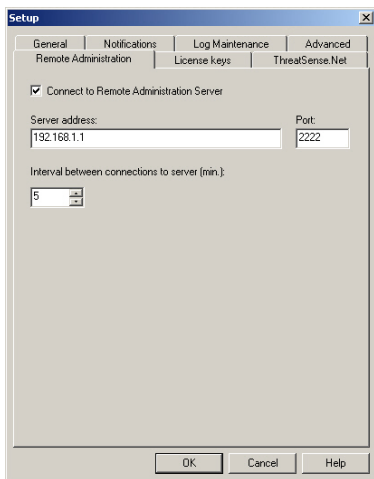 Setup
General Notifications Log Maintenance Advanced
Remote Administration License keys ThreatSense.Net
Connect to Remote Administration Server
Server address: Port:
192.168.1.1 2222
Interval between connections to server (min.):
5
OK Cancel Help